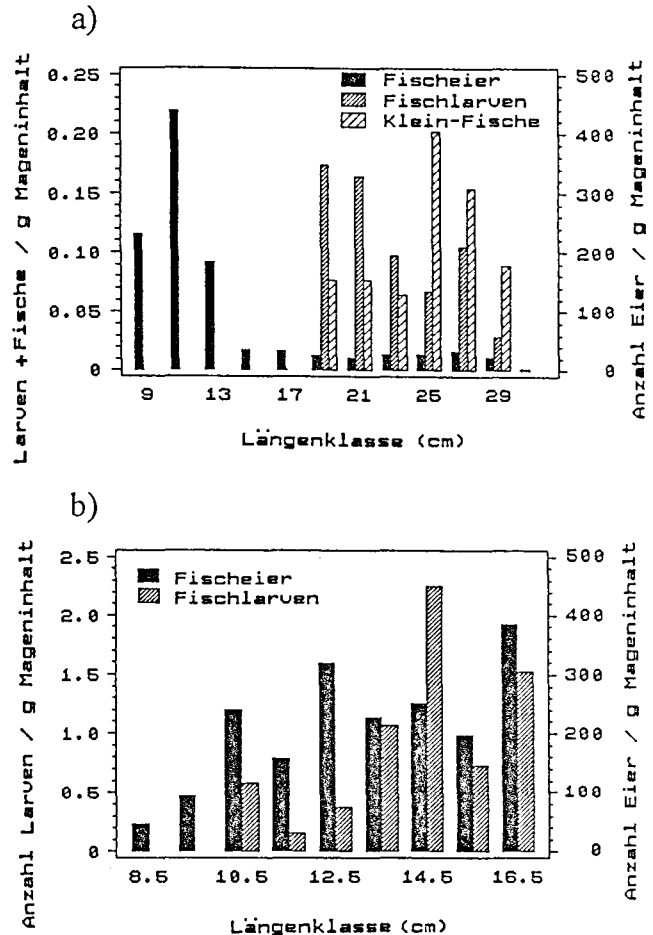 a)
Larven +Fische / g Mageninhalt
0.25
0.20
0.15
0.10
0.05
0
Fischeier
Fischlarven
Klein-Fische
500
400
300
200
100
0
Anzahl Eier / g Mageninhalt
9 13 17 21 25 29
Längenklasse (cm)
b)
Anzahl Larven / g Mageninhalt
2.5
2.0
1.5
1.0
0.5
0
Fischeier
Fischlarven
500
400
300
200
100
0
Anzahl Eier / g Mageninhalt
8.5 10.5 12.5 14.5 16.5
Längenklasse (cm)